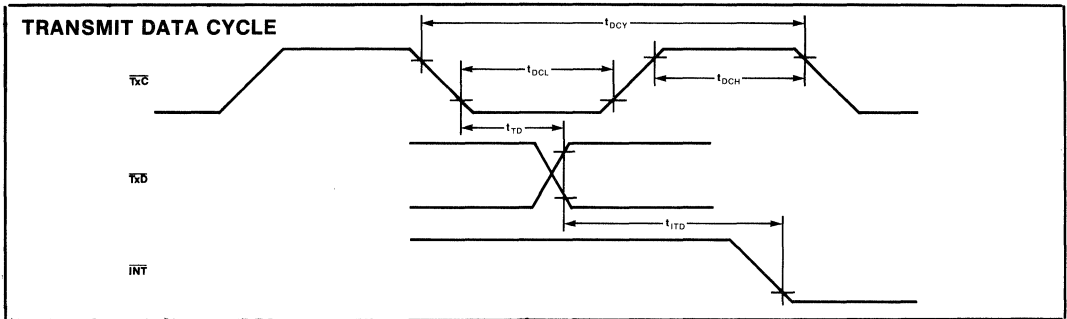 TRANSMIT DATA CYCLE
tDCY
TxC
tDCL
tDCH
tTD
TxD
tITD
INT